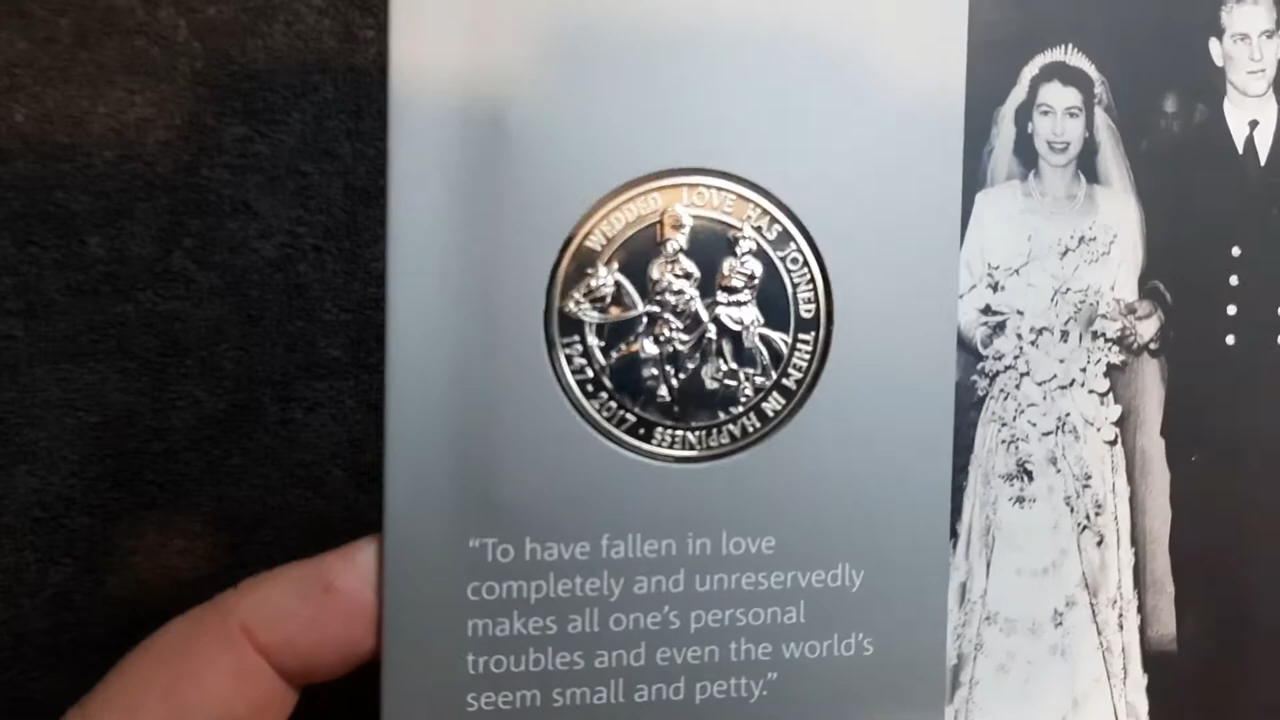 WEDDED LOVE HAS JOINED THEM IN HAPPINESS · 1947 · 2017 ·
“To have fallen in love
completely and unreservedly
makes all one’s personal
troubles and even the world’s
seem small and petty.”